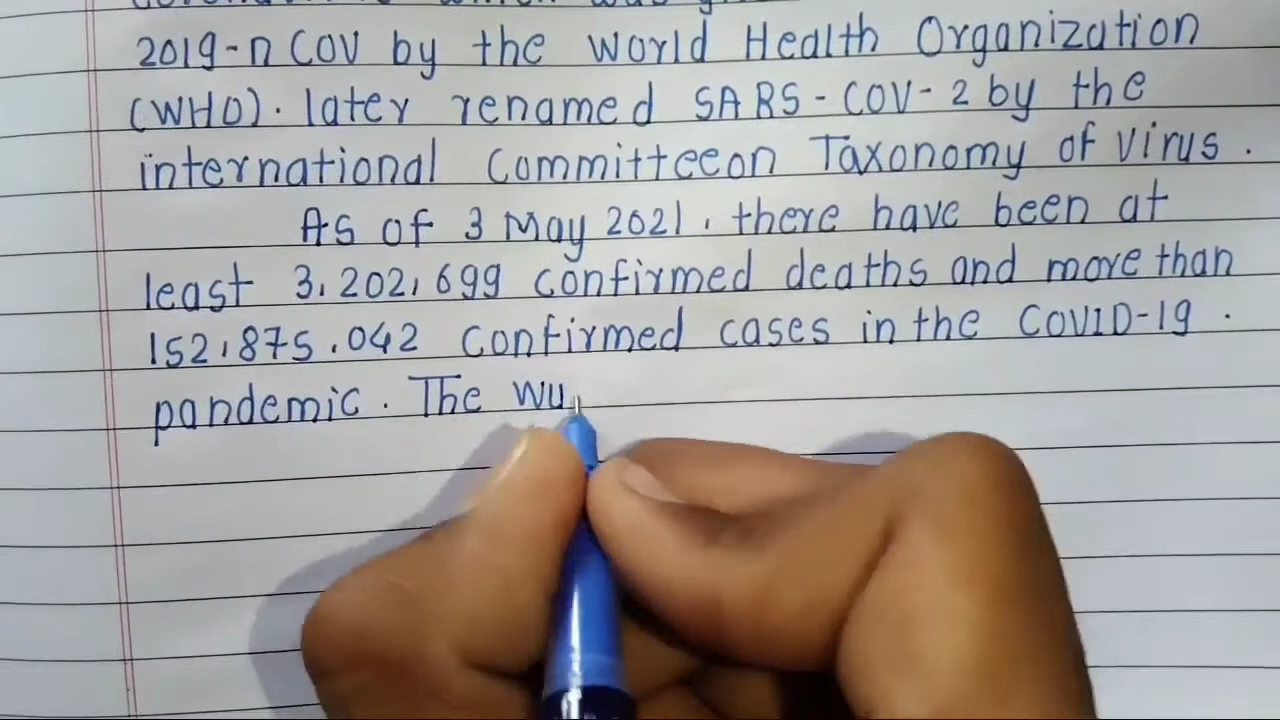 2019-n COV by the World Health Organization
(WHO). later renamed SARS-COV-2 by the
international Committeeon Taxonomy of Virus.
As of 3 May 2021, there have been at
least 3,202,699 confirmed deaths and more than
152,875,042 confirmed cases in the COVID-19.
pandemic. The Wu